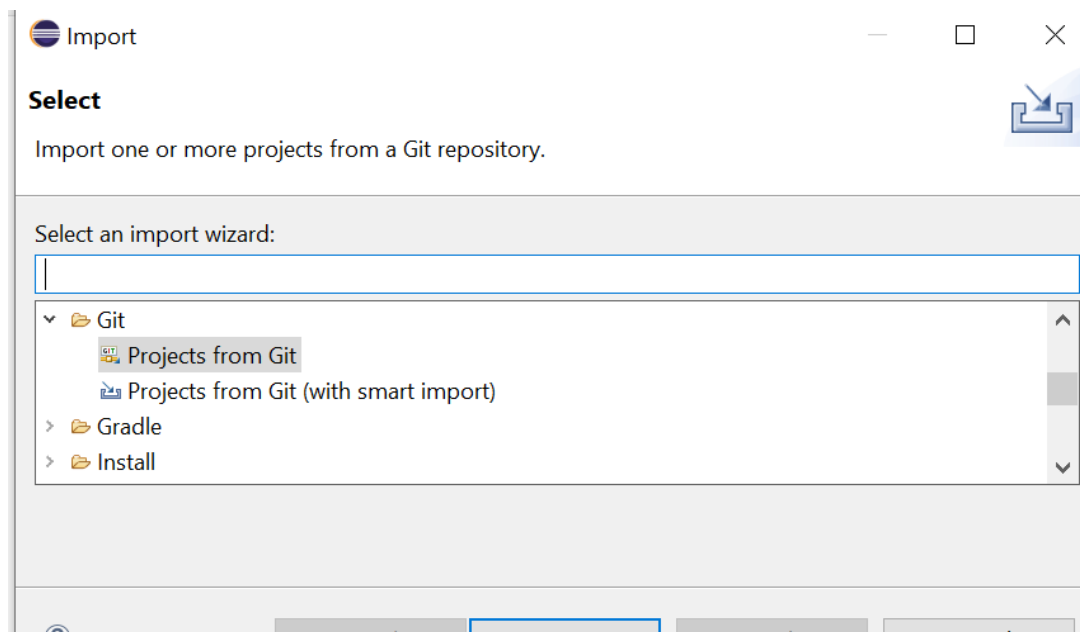 Import
Select
Import one or more projects from a Git repository.
Select an import wizard:
Git
Projects from Git
Projects from Git (with smart import)
Gradle
Install